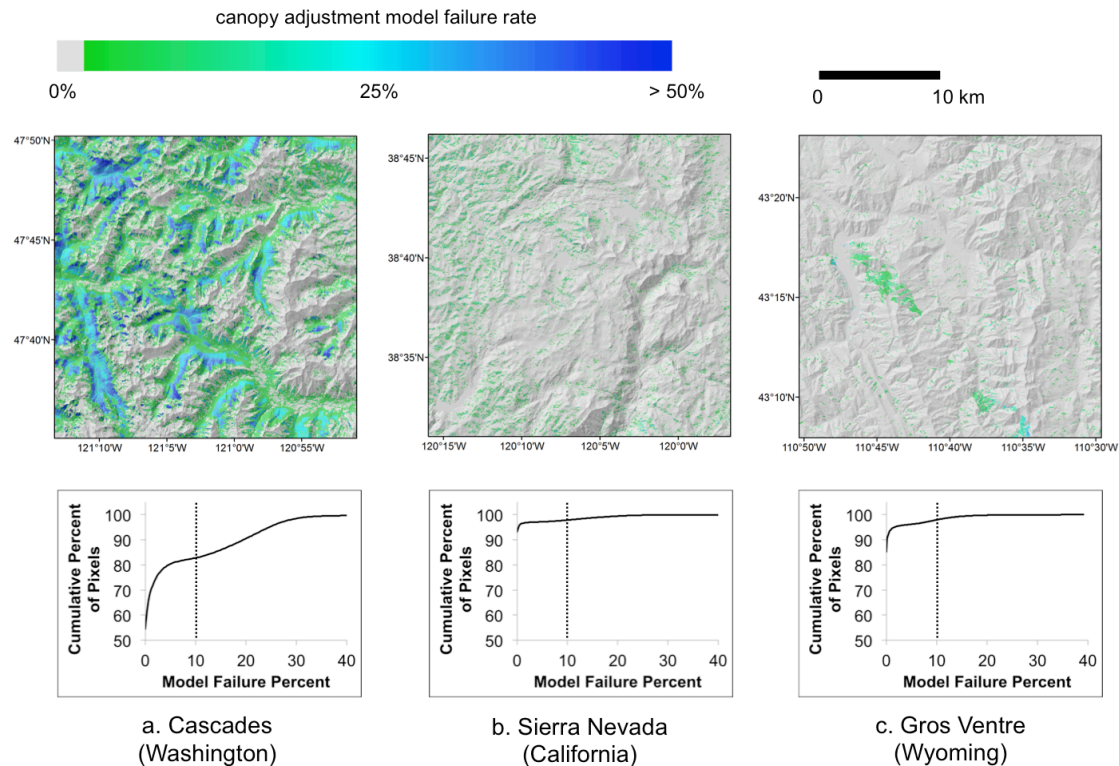 canopy adjustment model failure rate
0% 25% > 50%
0 10 km
47°50'N
47°45'N
47°40'N
121°10'W 121°5'W 121°0'W 120°55'W
38°45'N
38°40'N
38°35'N
120°15'W 120°10'W 120°5'W 120°0'W
43°20'N
43°15'N
43°10'N
110°50'W 110°45'W 110°40'W 110°35'W 110°30'W
Cumulative Percent
of Pixels
100
90
80
70
60
50
0 10 20 30 40
Model Failure Percent
Cumulative Percent
of Pixels
100
90
80
70
60
50
0 10 20 30 40
Model Failure Percent
Cumulative Percent
of Pixels
100
90
80
70
60
50
0 10 20 30 40
Model Failure Percent
a. Cascades
(Washington)
b. Sierra Nevada
(California)
c. Gros Ventre
(Wyoming)